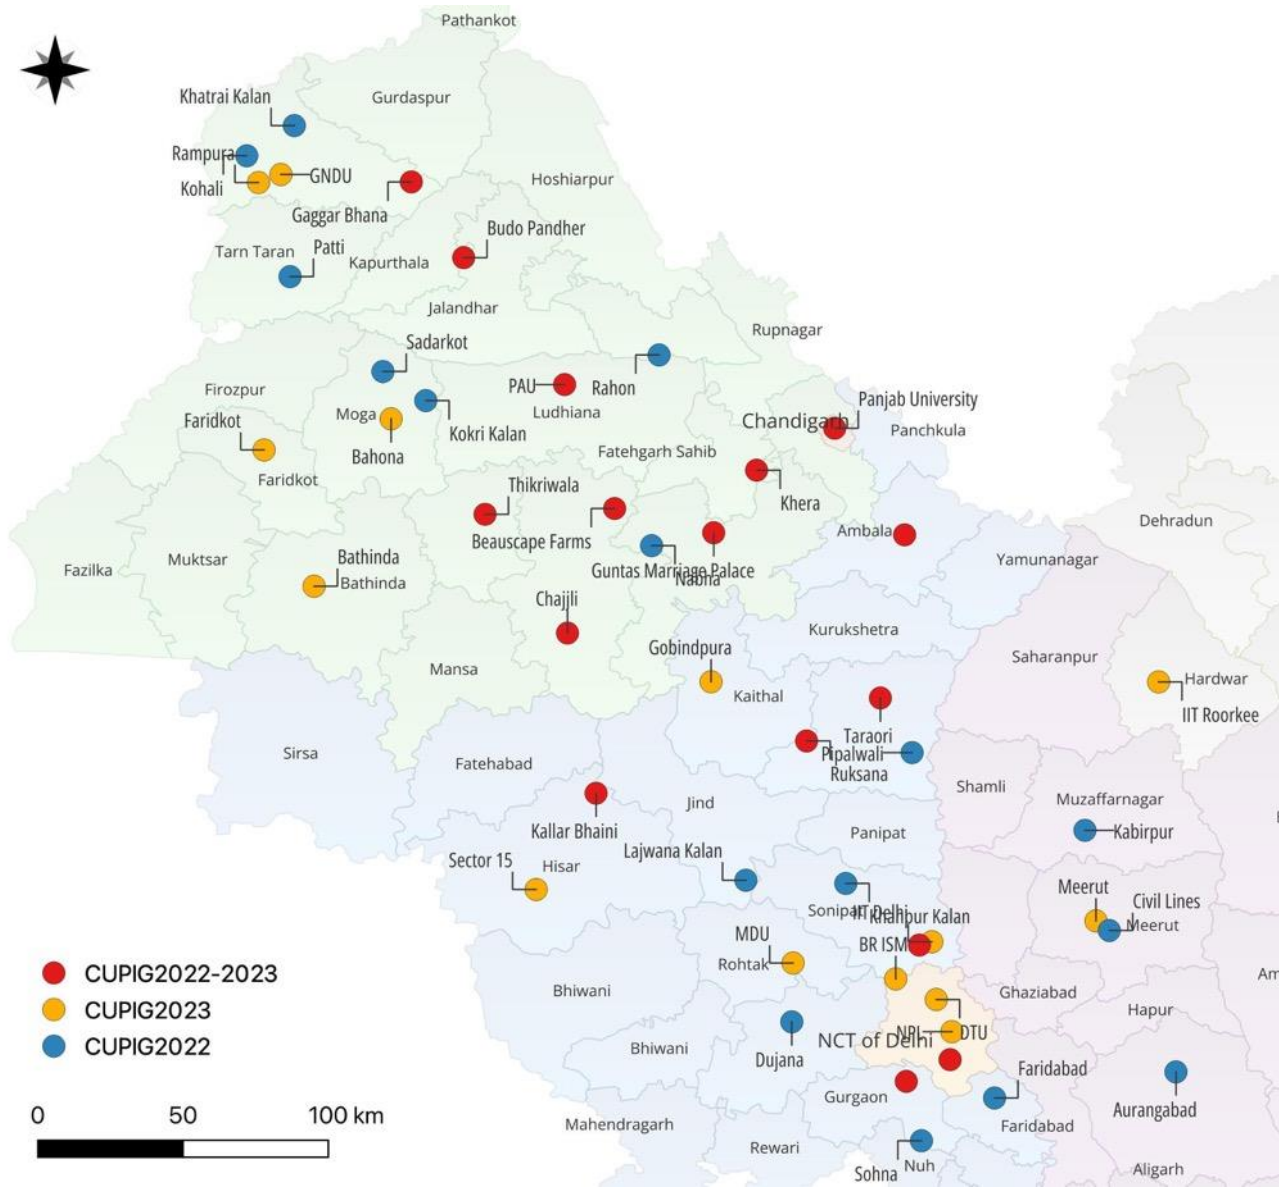 Pathankot
Khatrai Kalan
Gurdaspur
Rampura
GNDU
Kohali
Hoshiarpur
Gaggar Bhana
Budo Pandher
Tarn Taran
Patti
Kapurthala
Jalandhar
Rupnagar
Sadarkot
Firozpur
PAU
Rahon
Ludhiana
Panjab University
Moga
Faridkot
Chandigarh
Panchkula
Kokri Kalan
Bahona
Fatehgarh Sahib
Faridkot
Thikriwala
Khera
Dehradun
Ambala
Beauscape Farms
Bathinda
Muktsar
Yamunanagar
Fazilka
Guntas Marriage Palace
Nabha
Bathinda
Chajjli
Kurukshetra
Gobindpura
Saharanpur
Mansa
Kaithal
Hardwar
IIT Roorkee
Taraori
Sirsa
Pipalwali
Fatehabad
Ruksana
Shamli
Jind
Muzaffarnagar
Kallar Bhaini
Panipat
Kabirpur
Lajwana Kalan
Sector 15
Hisar
Meerut
Civil Lines
Sonipat
IIT Delhi
Khanpur Kalan
Meerut
MDU
BR ISM
Rohtak
Am
CUPIG2022-2023
Bhiwani
Ghaziabad
CUPIG2023
Hapur
NPL
DTU
NCT of Delhi
CUPIG2022
Bhiwani
Dujana
Faridabad
Gurgaon
Aurangabad
0 50 100 km
Mahendragarh
Faridabad
Rewari
Sohna
Nuh
Aligarh